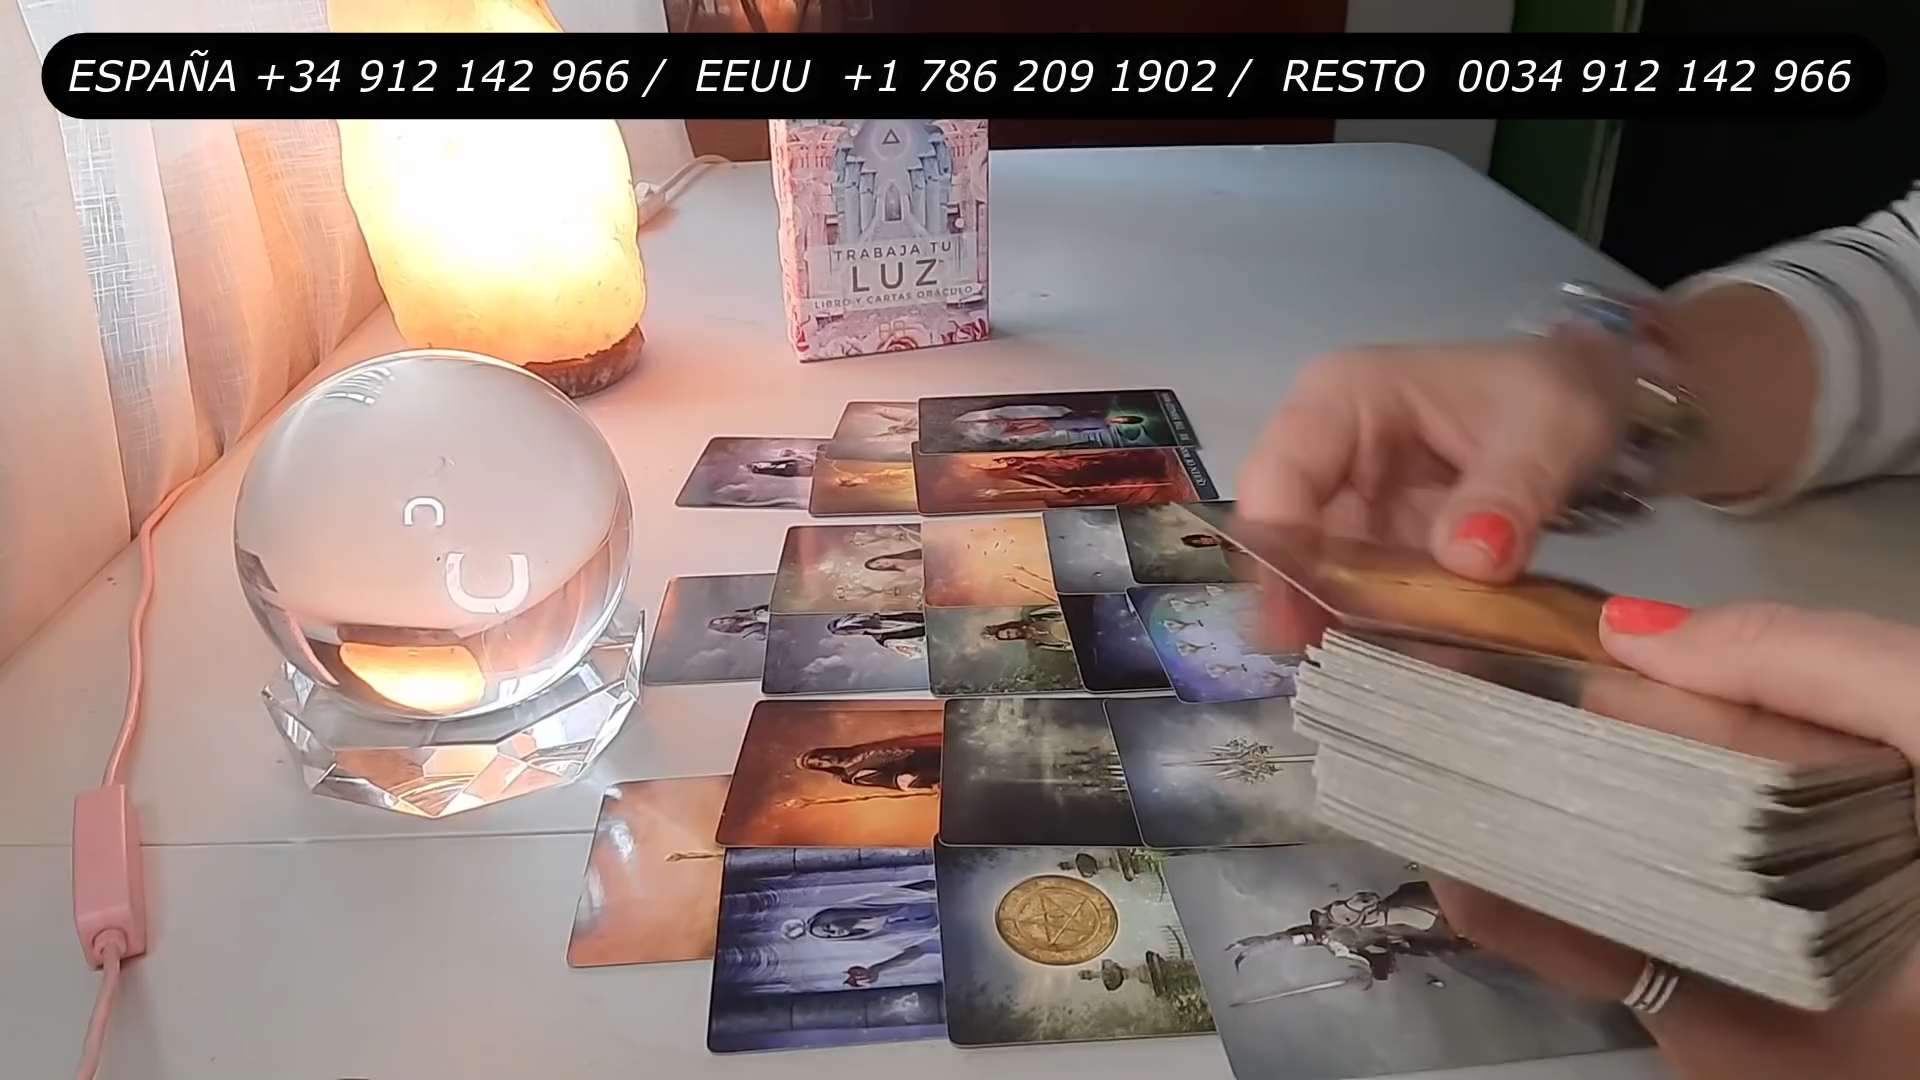 ESPAÑA +34 912 142 966 / EEUU +1 786 209 1902 / RESTO 0034 912 142 966
TRABAJA TU
LUZ
LIBRO Y CARTAS ORÁCULO